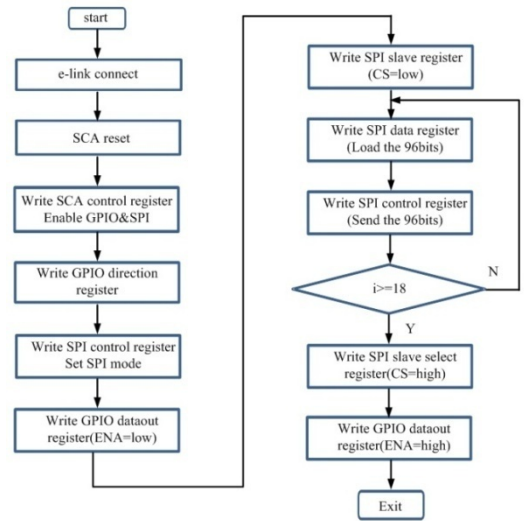 start
e-link connect
SCA reset
Write SCA control register
Enable GPIO&SPI
Write GPIO direction
register
Write SPI control register
Set SPI mode
Write GPIO dataout
register(ENA=low)
Write SPI slave register
(CS=low)
Write SPI data register
(Load the 96bits)
Write SPI control register
(Send the 96bits)
i>=18
N
Y
Write SPI slave select
register(CS=high)
Write GPIO dataout
register(ENA=high)
Exit